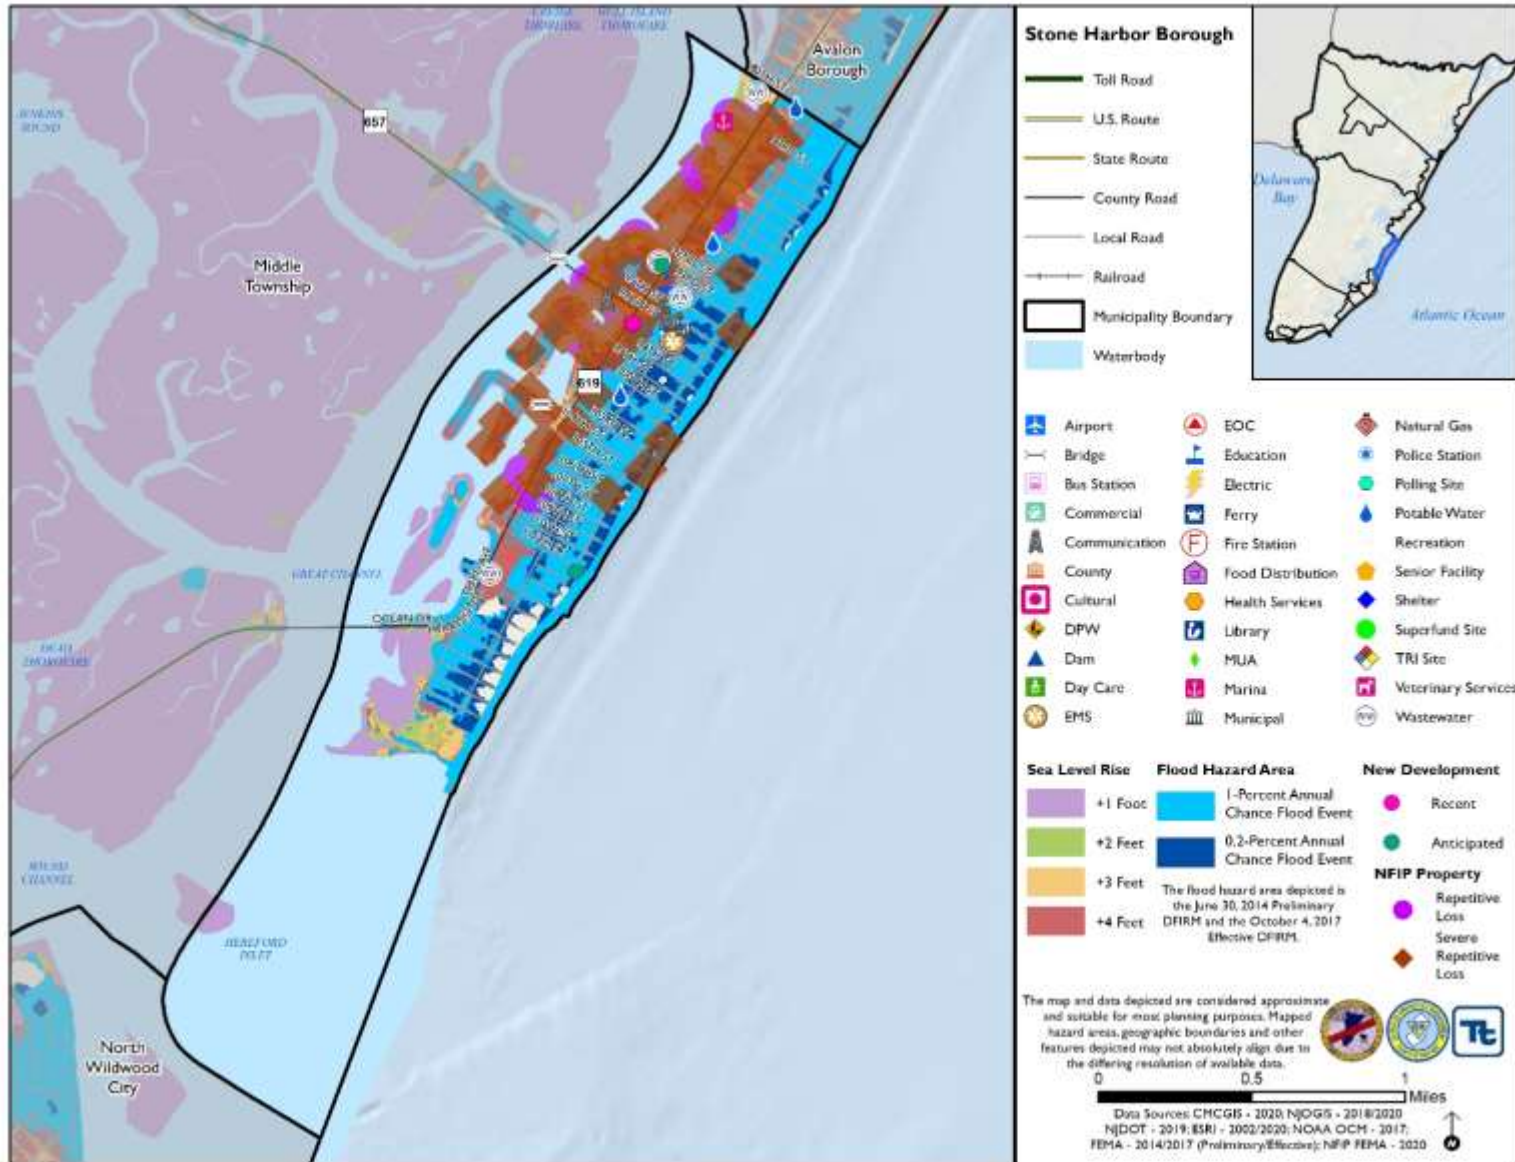 Avalon
Borough
657
Middle
Township
619
GREAT CHANNEL
OCEAN DR
HEREFORD
INLET
North
Wildwood
City
Stone Harbor Borough
Toll Road
U.S. Route
State Route
County Road
Local Road
Railroad
Municipality Boundary
Waterbody
Delaware
Bay
Atlantic Ocean
Airport
Bridge
Bus Station
Commercial
Communication
County
Cultural
DPW
Dam
Day Care
EMS
EOC
Education
Electric
Ferry
Fire Station
Food Distribution
Health Services
Library
MUA
Marina
Municipal
Natural Gas
Police Station
Polling Site
Potable Water
Recreation
Senior Facility
Shelter
Superfund Site
TRI Site
Veterinary Services
Wastewater
Sea Level Rise
+1 Foot
+2 Feet
+3 Feet
+4 Feet
Flood Hazard Area
1-Percent Annual
Chance Flood Event
0.2-Percent Annual
Chance Flood Event
The flood hazard area depicted is
the June 30, 2014 Preliminary
DFIRM and the October 4, 2017
Effective DFIRM.
New Development
Recent
Anticipated
NFIP Property
Repetitive
Loss
Severe
Repetitive
Loss
The map and data depicted are considered approximate
and suitable for most planning purposes. Mapped
hazard areas, geographic boundaries and other
features depicted may not absolutely align due to
the differing resolution of available data.
Tt
0 0.5 1
Miles
Data Sources: CMCGIS - 2020; NJOGIS - 2018/2020
NJDOT - 2019; ESRI - 2002/2020; NOAA OCM - 2017;
FEMA - 2014/2017 (Preliminary/Effective); NFIP FEMA - 2020
N